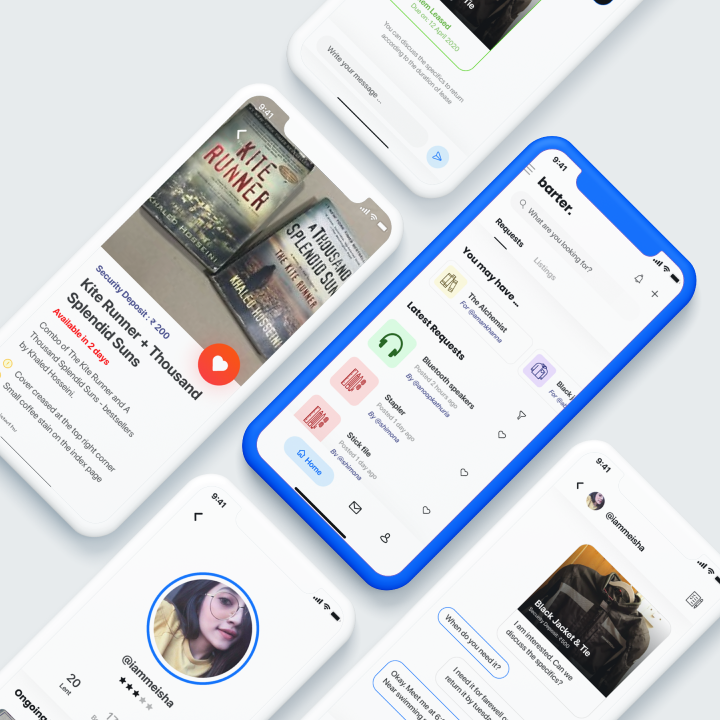 Item Leased
Due on: 12 April 2020
You can discuss the specifics to return
according to the duration of lease
Write your message...
9:41
KITE
RUNNER
KHALED HOSSEINI
A THOUSAND
SPLENDID SUNS
THE KITE RUNNER
KHALED HOSSEINI
Security Deposit : ₹ 200
Kite Runner + Thousand
Splendid Suns
Available in 2 days
Combo of The Kite Runner and A
Thousand Splendid Suns - bestsellers
by Khaled Hosseini.
Cover creased at the top right corner
Small coffee stain on the index page
9:41
barter.
What are you looking for?
Requests
Listings
You may have...
The Alchemist
For @amankhanna
Black j
For @a
Latest Requests
Bluetooth speakers
Posted 2 hours ago
By @anoopkathuria
Stapler
Posted 1 day ago
By @ishimona
Stick file
Posted 1 day ago
By @ishimona
Home
9:41
@iammeisha
20
Lent
17
Ongoing
9:41
@iammeisha
Black Jacket & Tie
Security Deposit: ₹500
I am interested. Can we
discuss the specifics?
When do you need it?
I need it for farewell o
return it by tuesda
Okay. Meet me at 6:
Near swimming